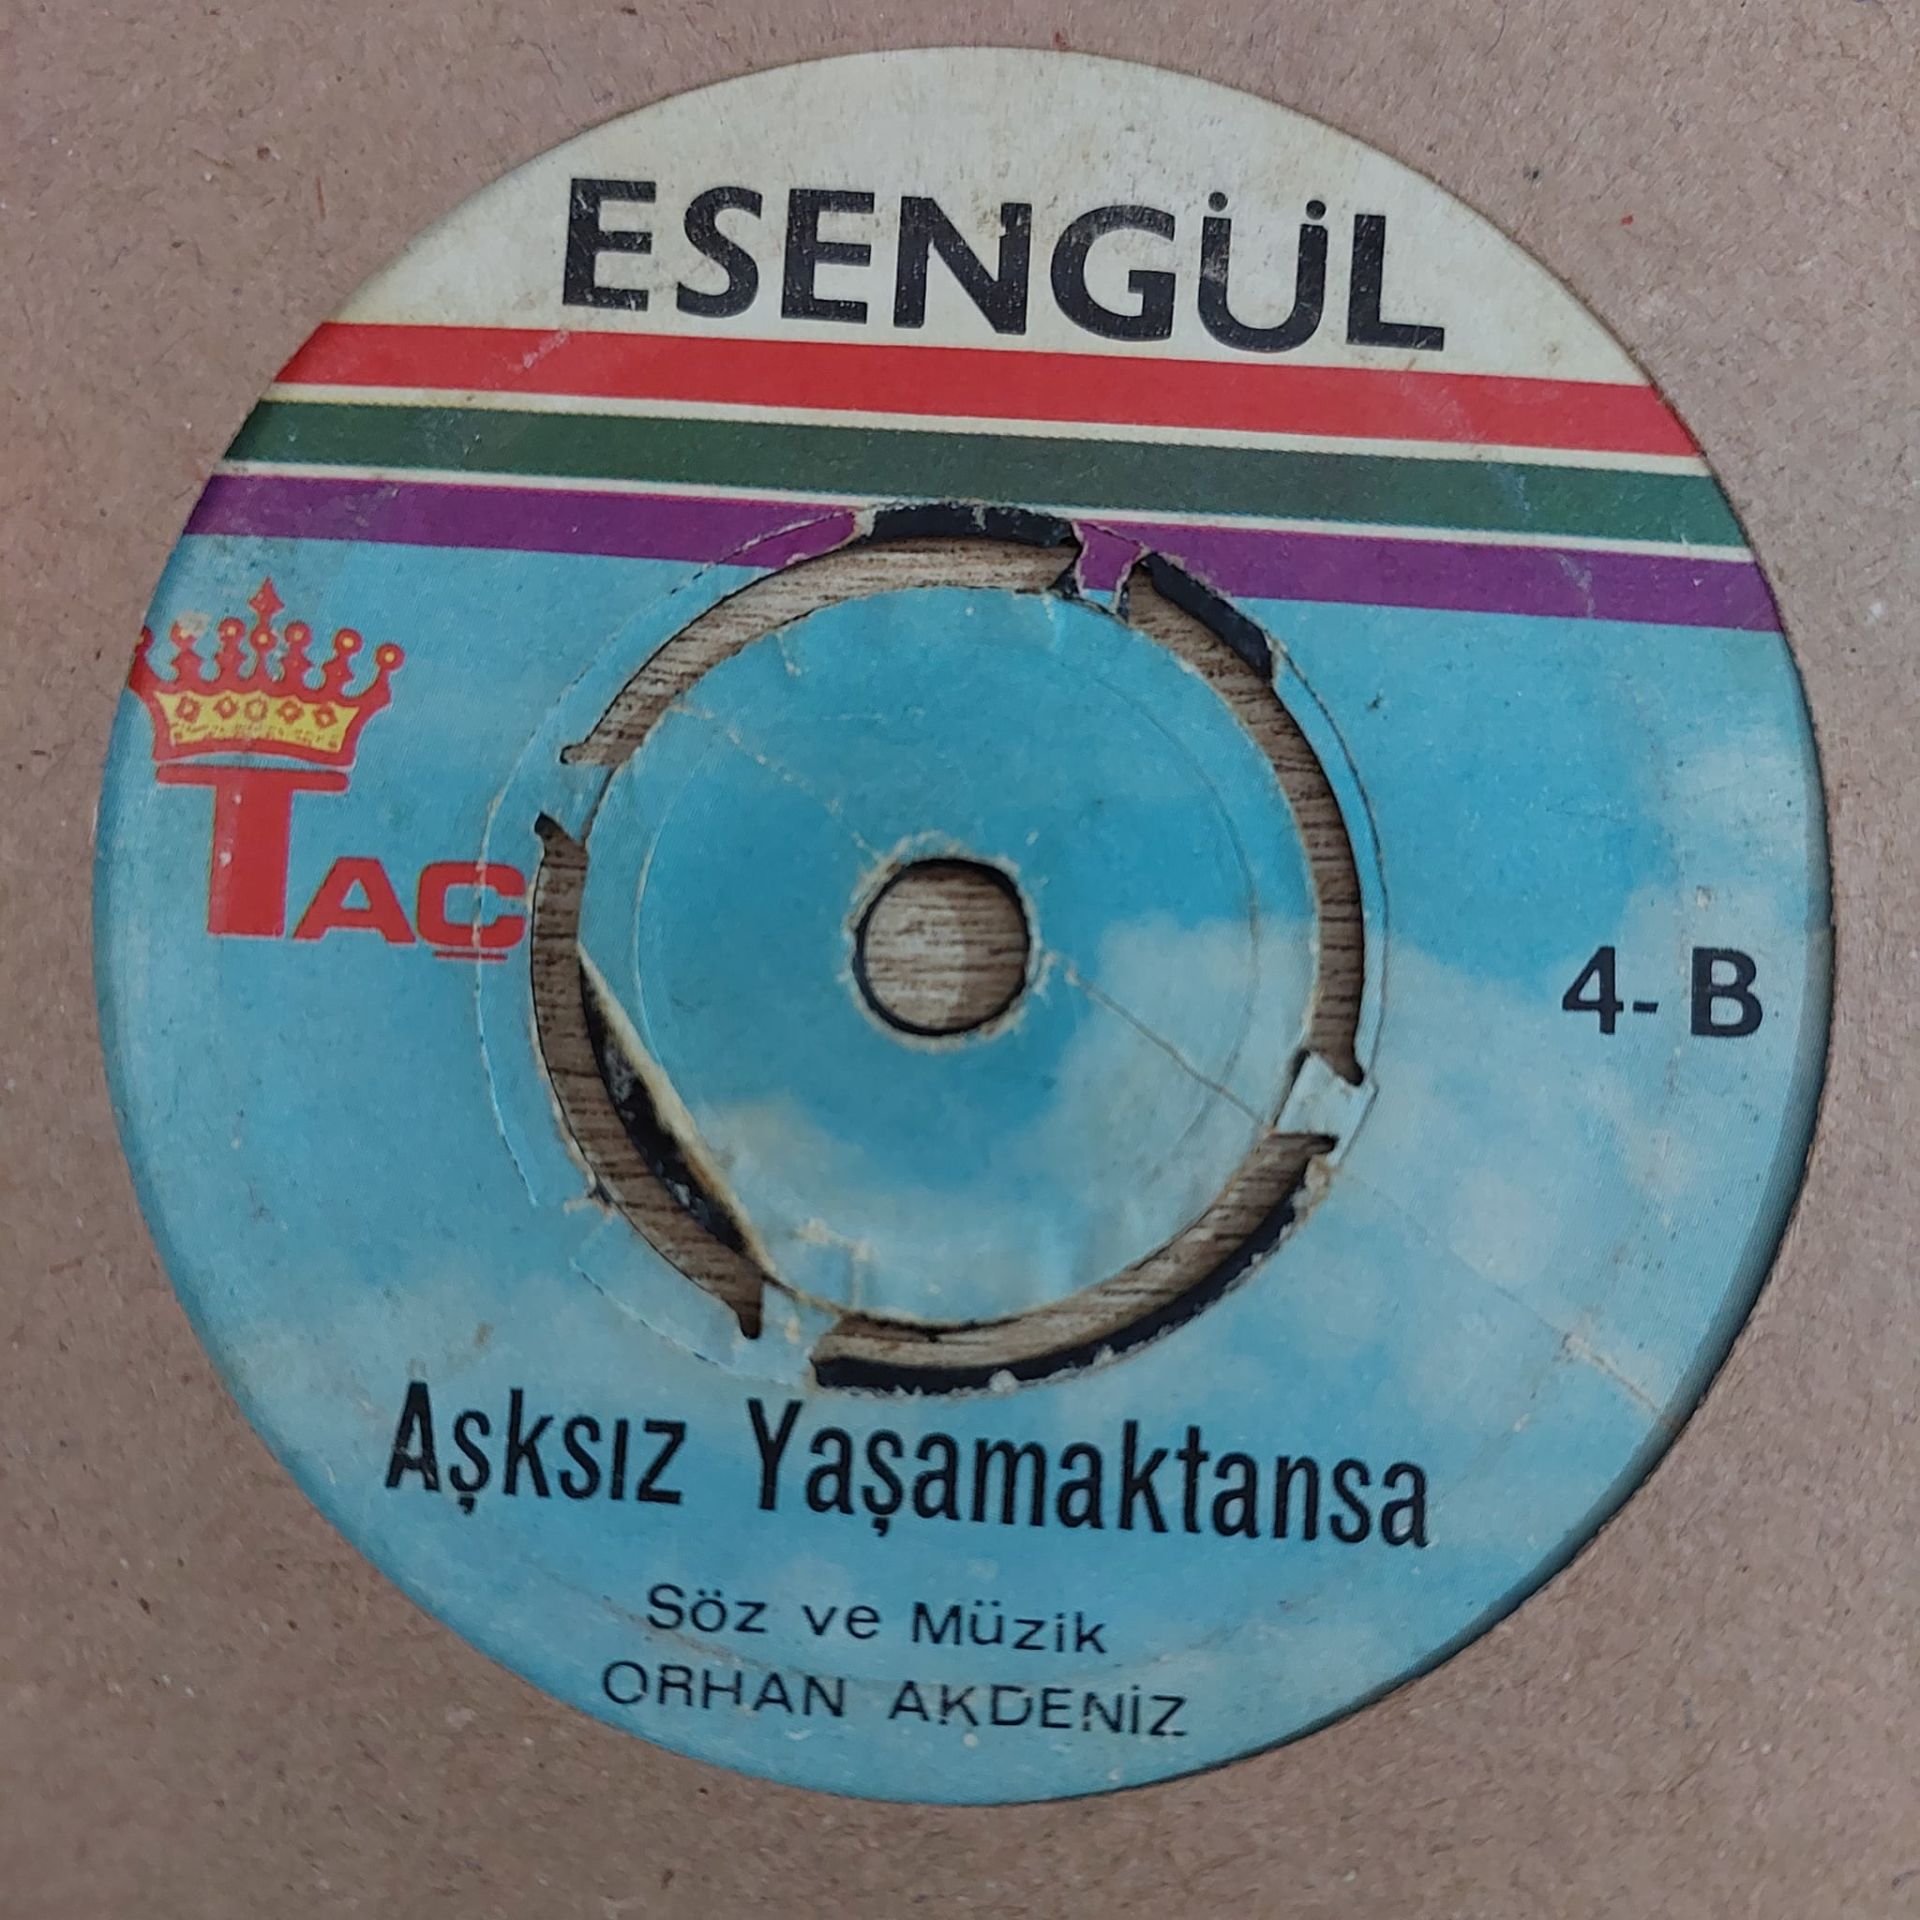 ESENGÜL
TAÇ
4-B
Aşksız Yaşamaktansa
Söz ve Müzik
ORHAN AKDENİZ